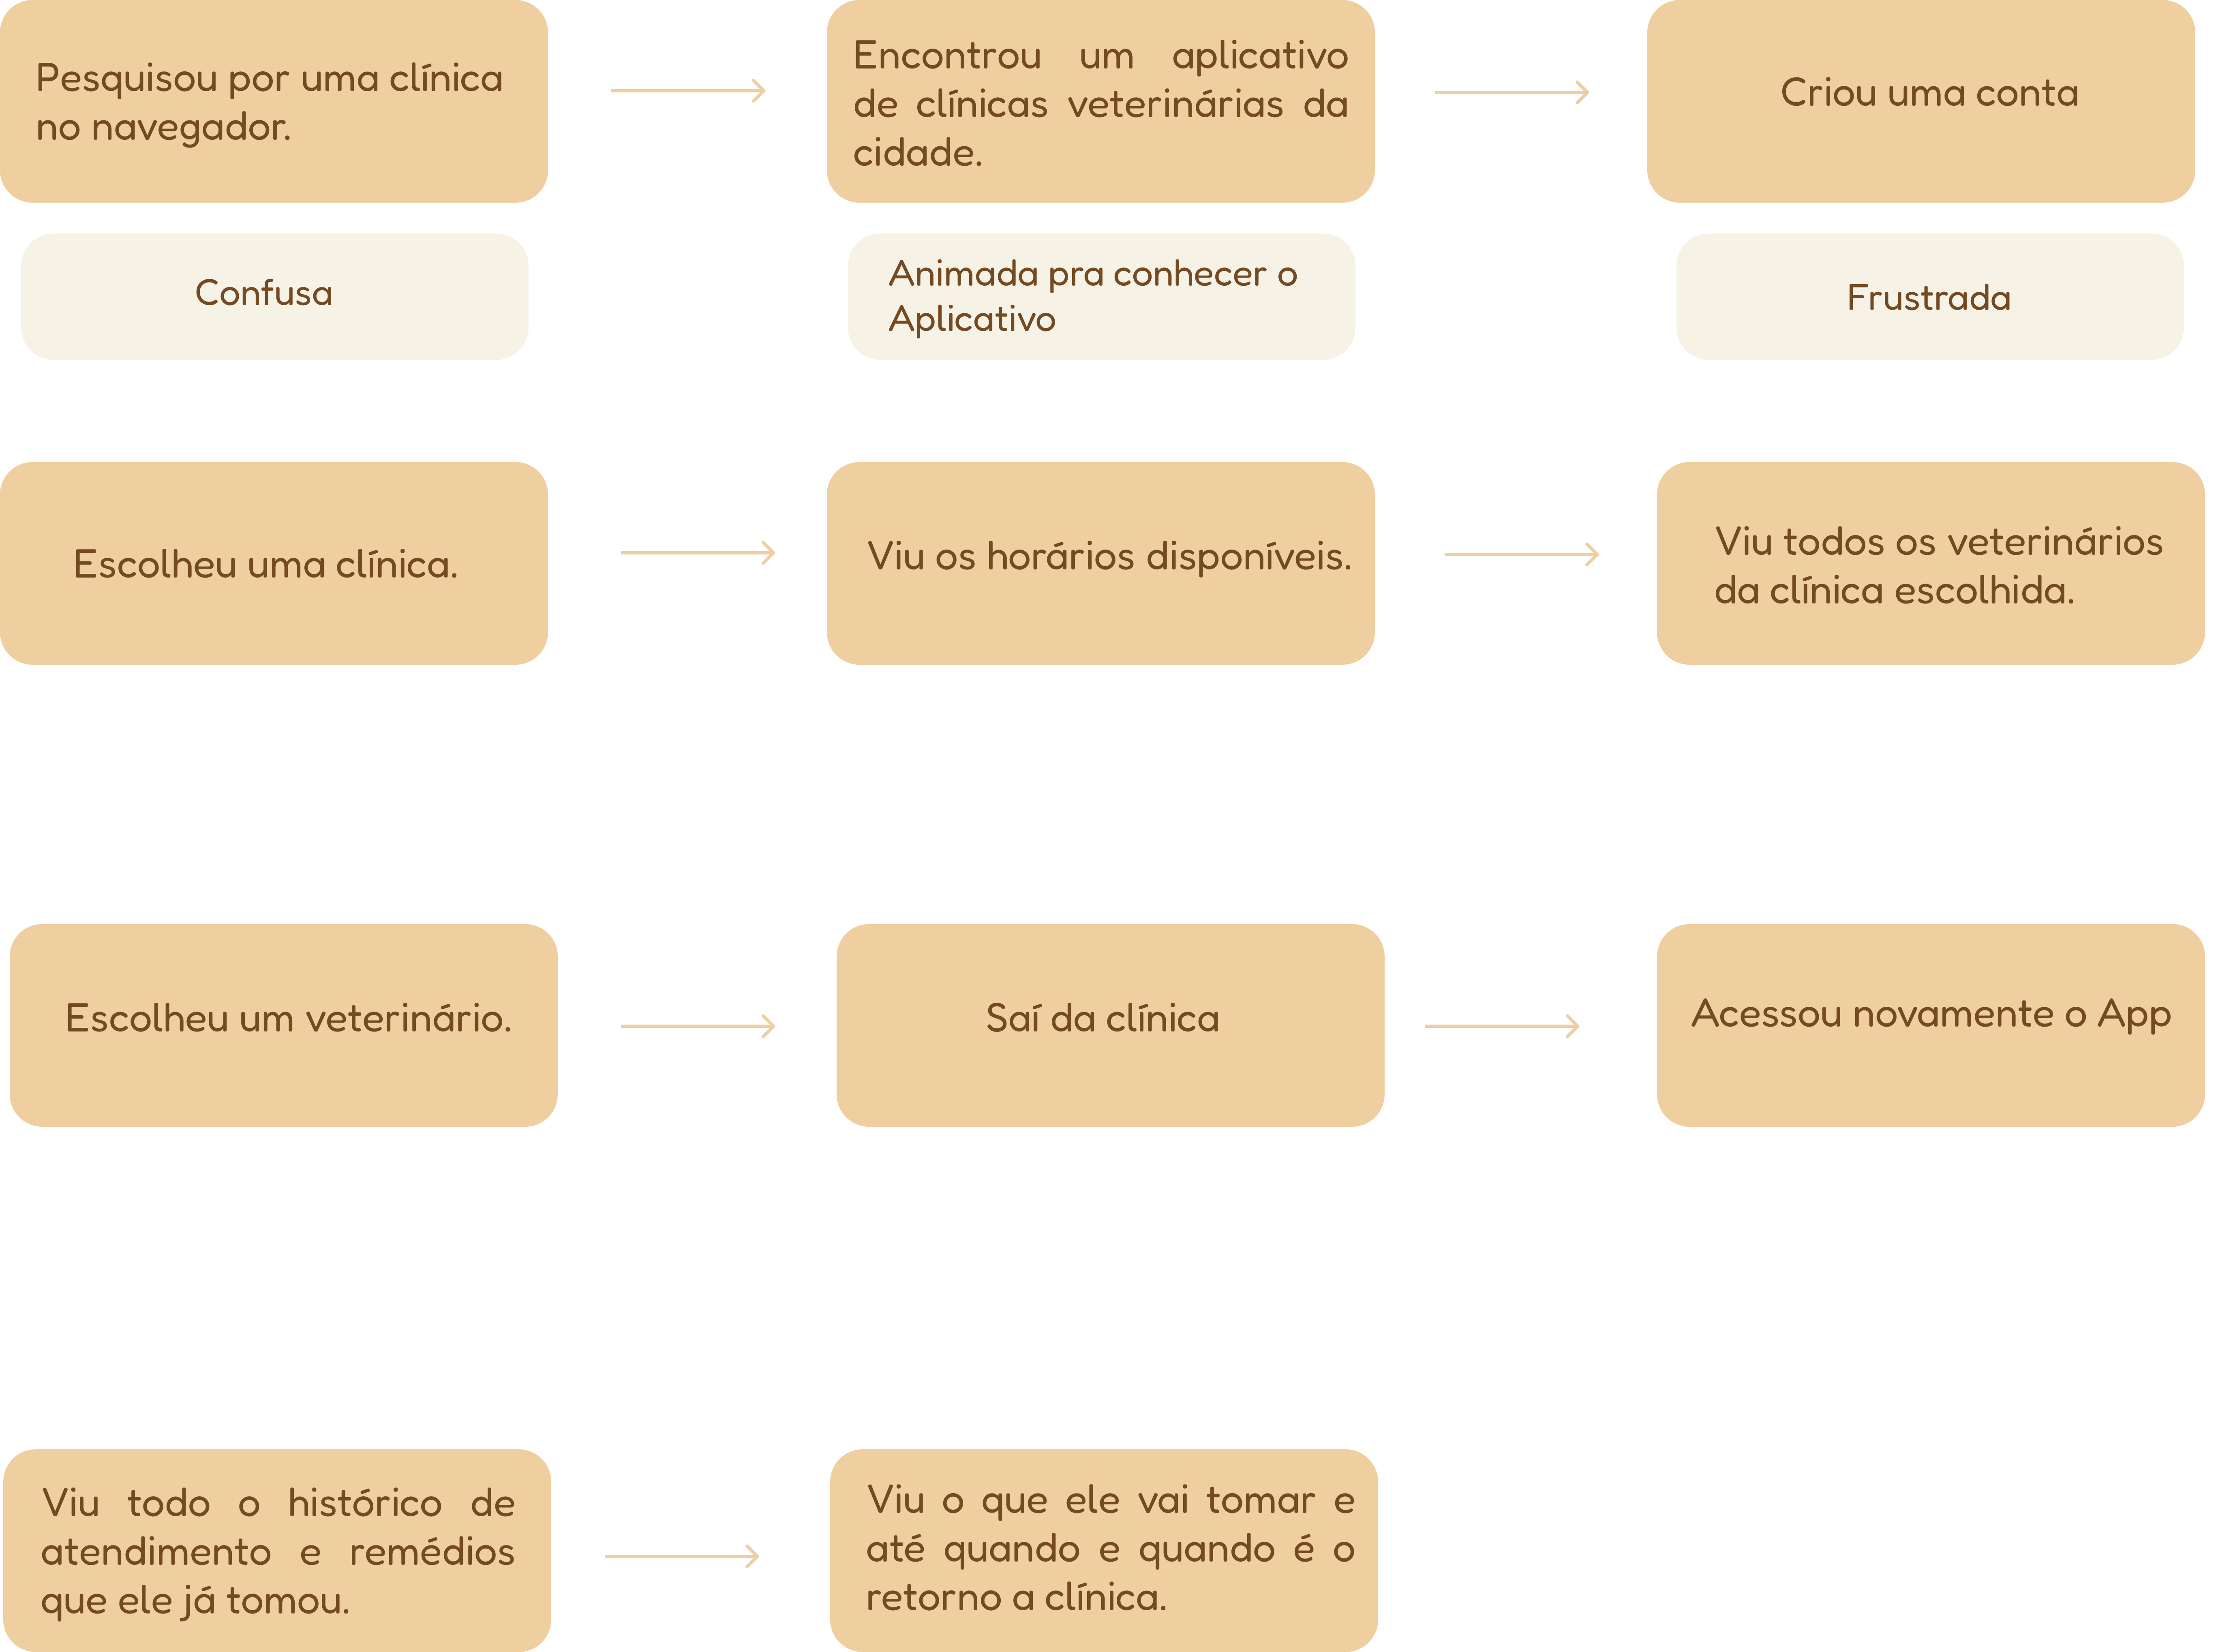 Pesquisou por uma clínica
no navegador.
Encontrou um aplicativo
de clínicas veterinárias da
cidade.
Criou uma conta
Confusa
Animada pra conhecer o
Aplicativo
Frustrada
Escolheu uma clínica.
Viu os horários disponíveis.
Viu todos os veterinários
da clínica escolhida.
Escolheu um veterinário.
Saí da clínica
Acessou novamente o App
Viu todo o histórico de
atendimento e remédios
que ele já tomou.
Viu o que ele vai tomar e
até quando e quando é o
retorno a clínica.